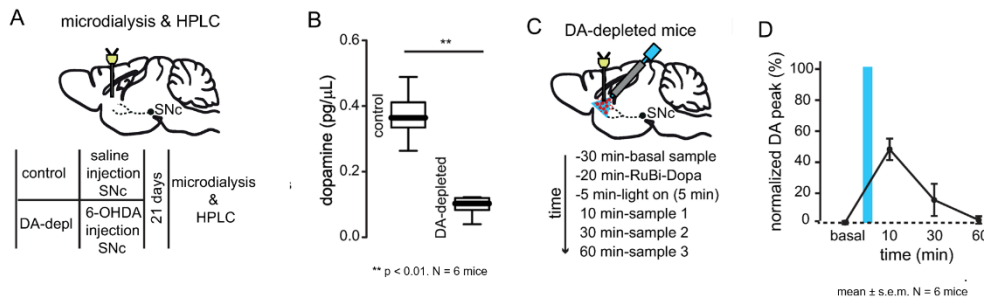 A
microdialysis & HPLC
SNc
control
saline
injection
SNc
DA-depl
6-OHDA
injection
SNc
21 days
microdialysis
&
HPLC
B
**
dopamine (pg/µL)
0.6
0.4
0.2
0.0
control
DA-depleted
** p < 0.01. N = 6 mice
C
DA-depleted mice
SNc
time
-30 min-basal sample
-20 min-RuBi-Dopa
-5 min-light on (5 min)
10 min-sample 1
30 min-sample 2
60 min-sample 3
D
normalized DA peak (%)
100
80
60
40
20
0
basal 10 30 60
time (min)
mean ± s.e.m. N = 6 mice